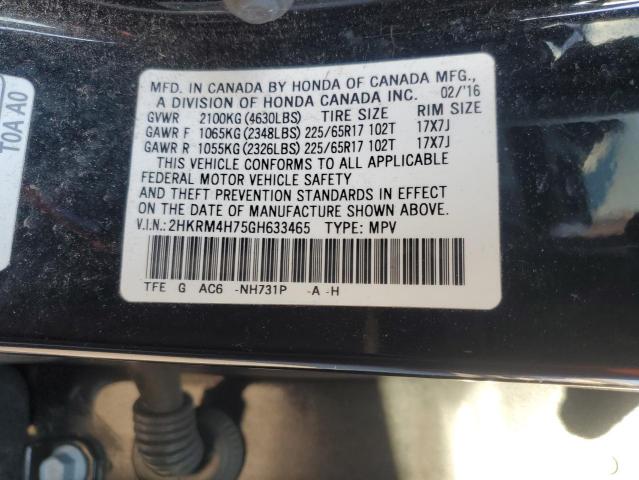 MFD. IN CANADA BY HONDA OF CANADA MFG.,
A DIVISION OF HONDA CANADA INC. 02/'16
GVWR 2100KG (4630LBS) TIRE SIZE RIM SIZE
GAWR F 1065KG (2348LBS) 225/65R17 102T 17X7J
GAWR R 1055KG (2326LBS) 225/65R17 102T 17X7J
THIS VEHICLE CONFORMS TO ALL APPLICABLE
FEDERAL MOTOR VEHICLE SAFETY
AND THEFT PREVENTION STANDARDS IN EFFECT
ON THE DATE OF MANUFACTURE SHOWN ABOVE.
V.I.N.: 2HKRM4H75GH633465 TYPE: MPV
TFE G AC6 -NH731P -A -H
T0A A0